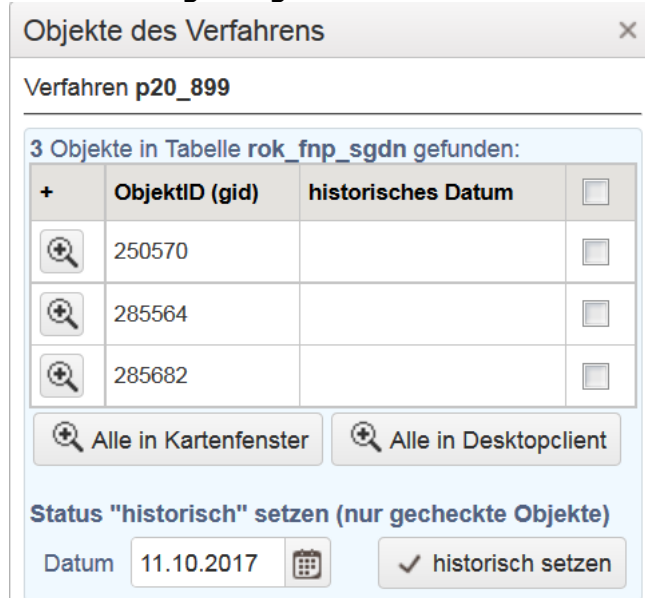 Objekte des Verfahrens ×
Verfahren p20_899
3 Objekte in Tabelle rok_fnp_sgdn gefunden:
+ ObjektID (gid) historisches Datum
250570
285564
285682
Alle in Kartenfenster Alle in Desktopclient
Status "historisch" setzen (nur gecheckte Objekte)
Datum 11.10.2017 historisch setzen